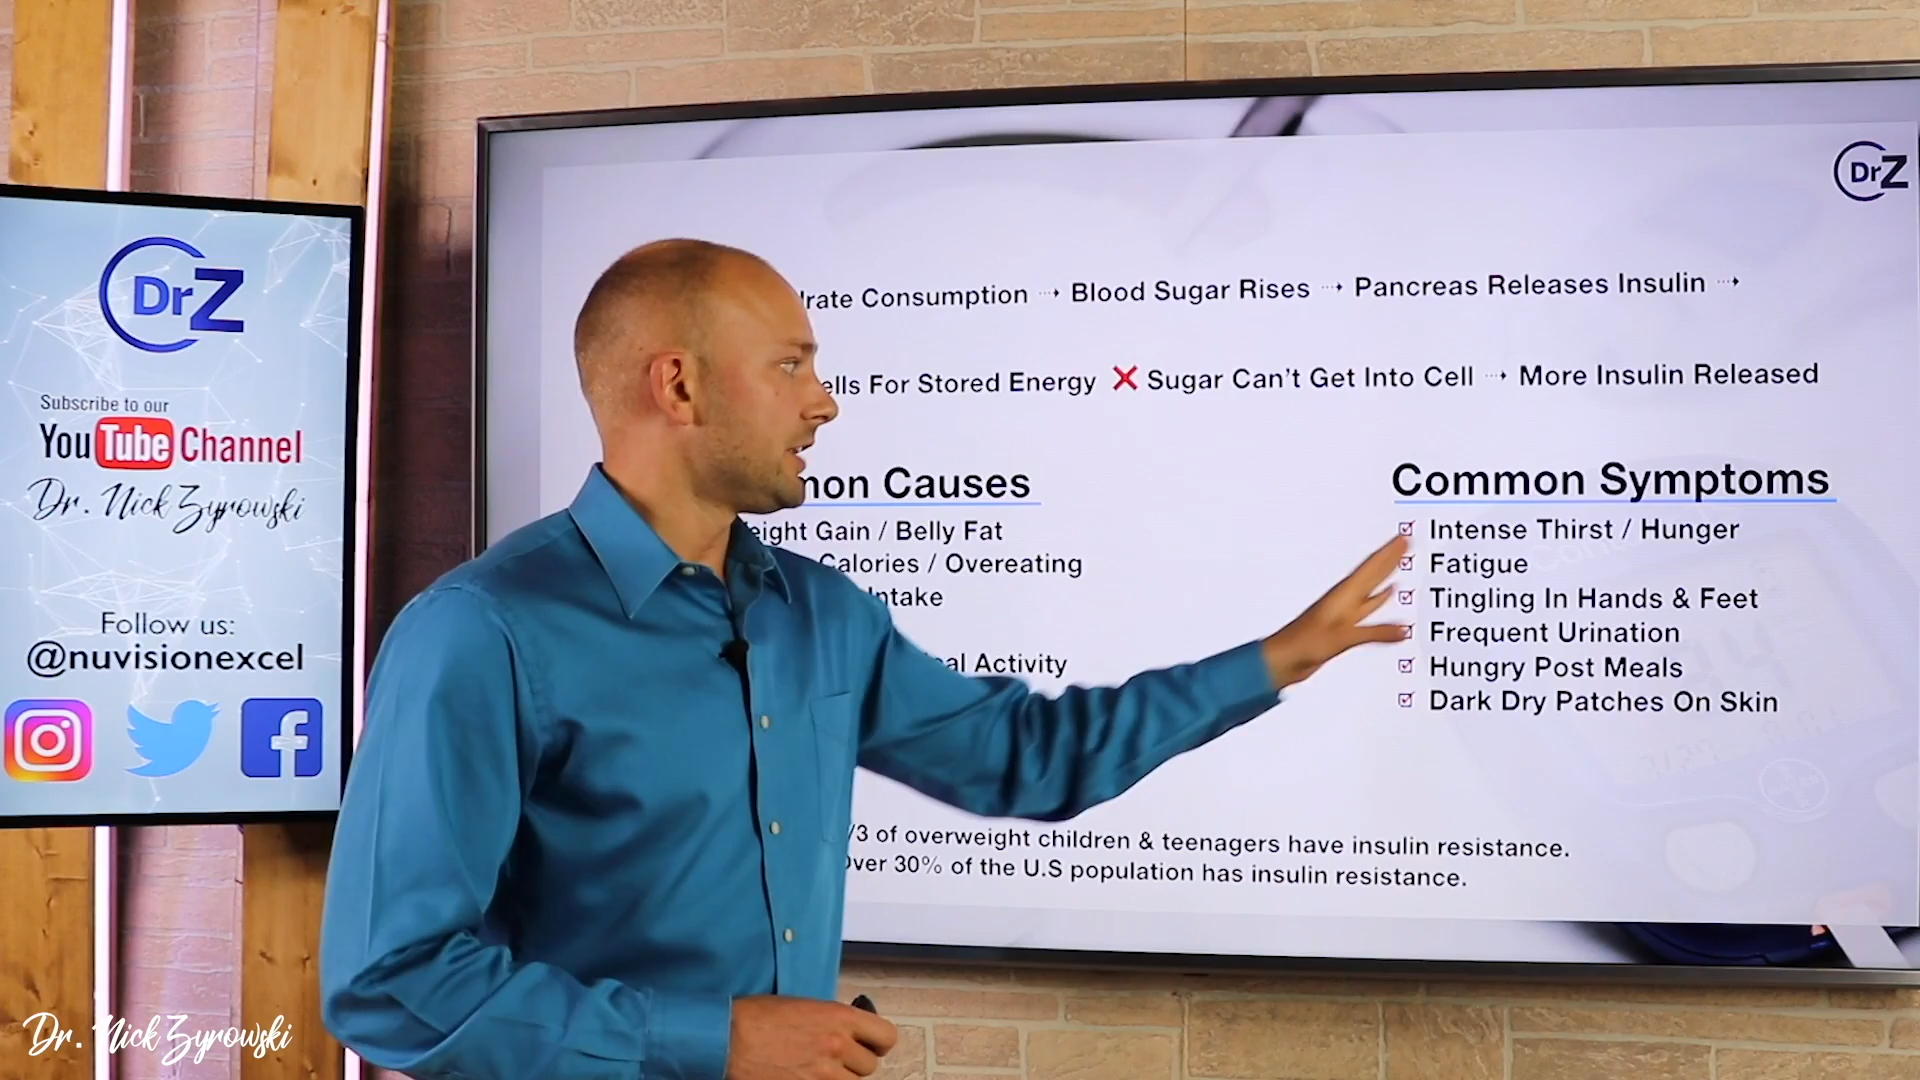 DrZ
Subscribe to our
YouTube Channel
Dr. Nick Zyrowski
Follow us:
@nuvisionexcel
DrZ
rate Consumption ⇢ Blood Sugar Rises ⇢ Pancreas Releases Insulin ⇢
ells For Stored Energy ❌ Sugar Can't Get Into Cell ⇢ More Insulin Released
mon Causes
eight Gain / Belly Fat
Calories / Overeating
Intake
al Activity
Common Symptoms
☑ Intense Thirst / Hunger
☑ Fatigue
☑ Tingling In Hands & Feet
☑ Frequent Urination
☑ Hungry Post Meals
☑ Dark Dry Patches On Skin
/3 of overweight children & teenagers have insulin resistance.
Over 30% of the U.S population has insulin resistance.
Dr. Nick Zyrowski